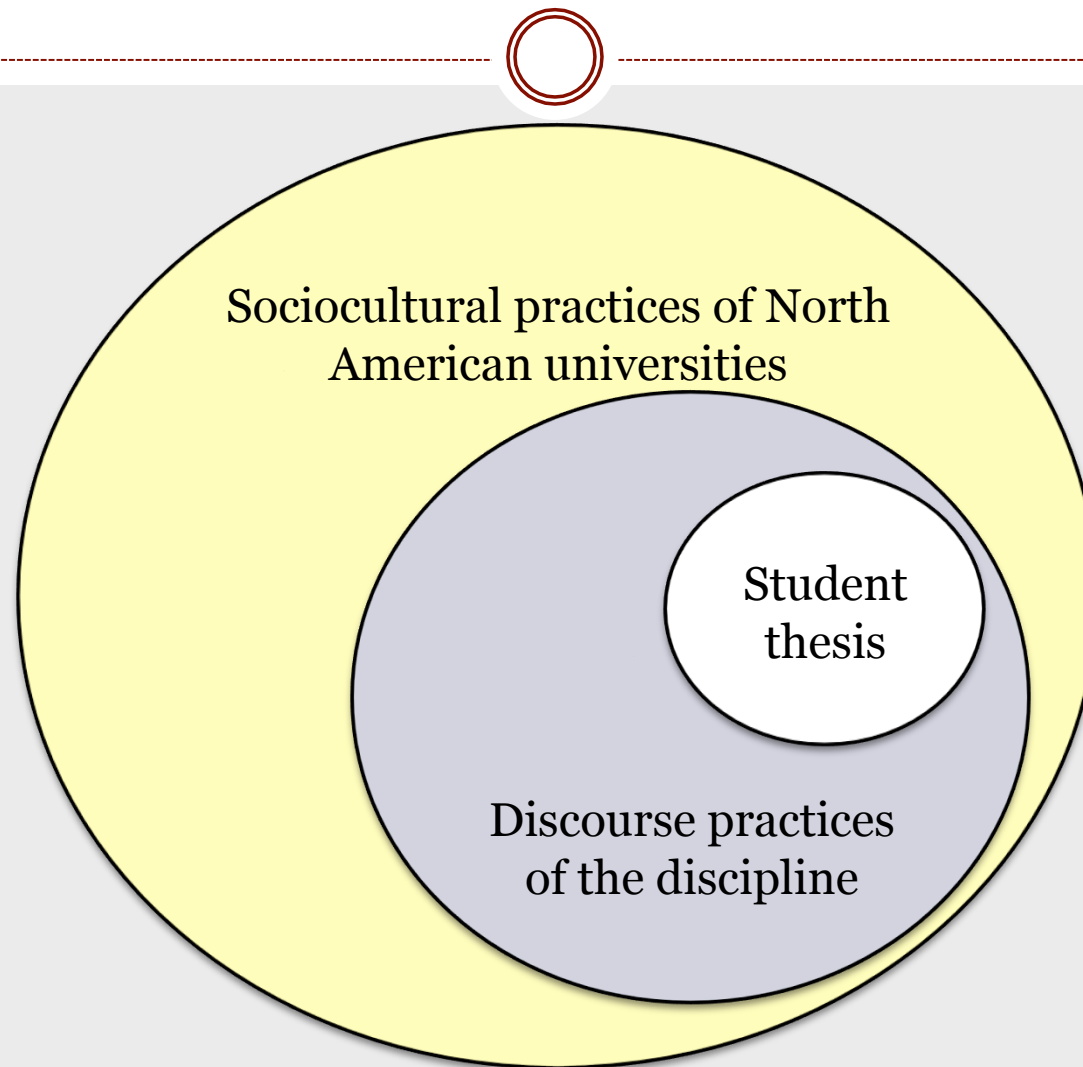 Sociocultural practices of North
American universities
Student
thesis
Discourse practices
of the discipline